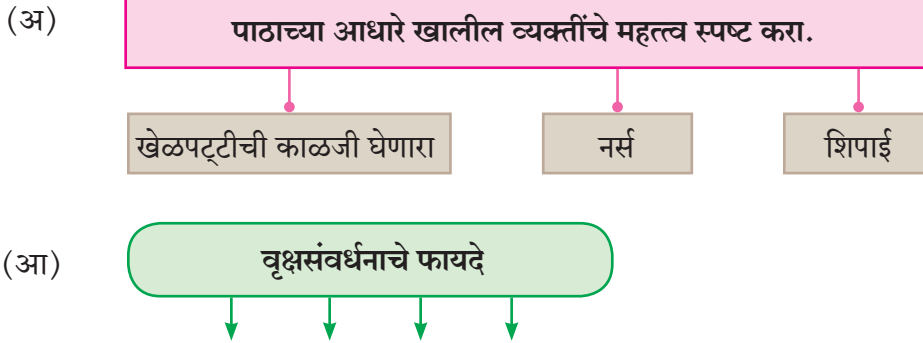 (अ) पाठाच्या आधारे खालील व्यक्तींचे महत्त्व स्पष्ट करा.
खेळपट्टीची काळजी घेणारा नर्स शिपाई
(आ) वृक्षसंवर्धनाचे फायदे